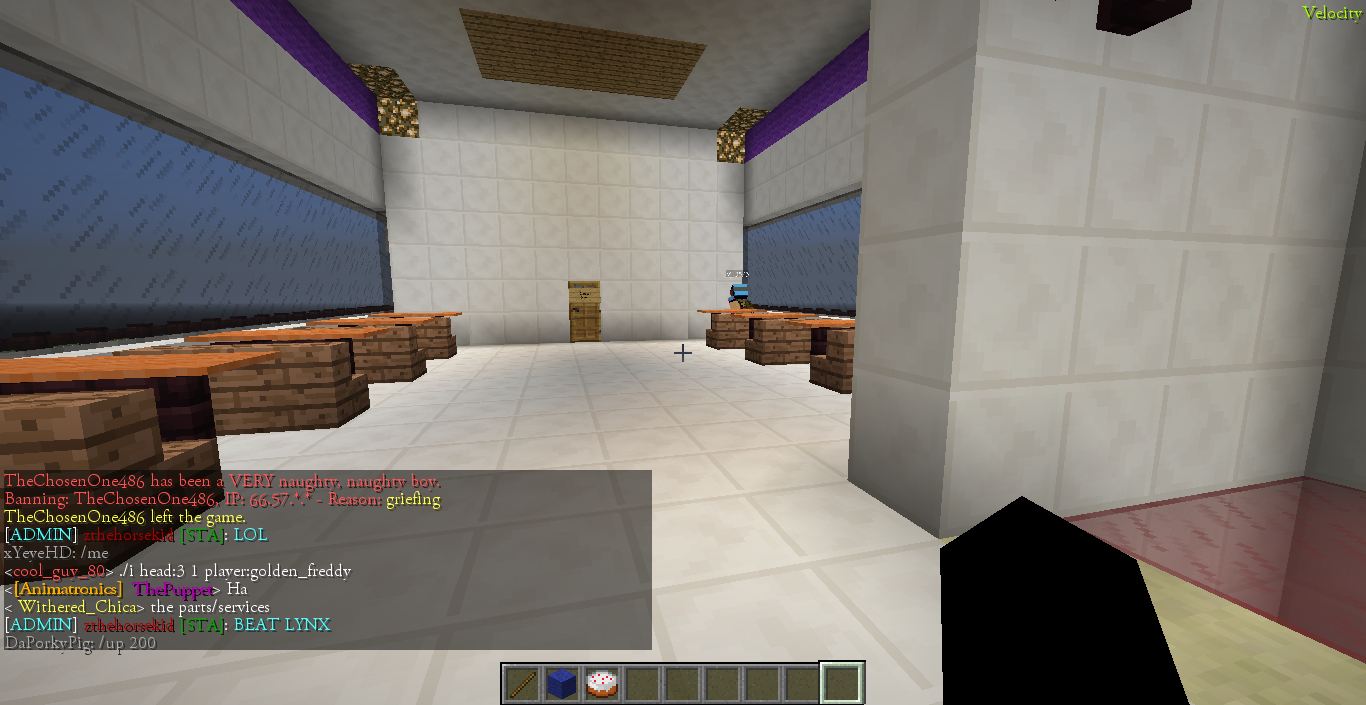 Velocity
TheChosenOne486 has been a VERY naughty, naughty boy.
Banning: TheChosenOne486, IP: 66.57.*.* - Reason: griefing
TheChosenOne486 left the game.
[ADMIN] zthehorsekid [STA]: LOL
xYeyeHD: /me
<cool_guy_80> ./i head:3 1 player:golden_freddy
<[Animatronics] ThePuppet> Ha
< Withered_Chica> the parts/services
[ADMIN] zthehorsekid [STA]: BEAT LYNX
DaPorkyPig: /up 200